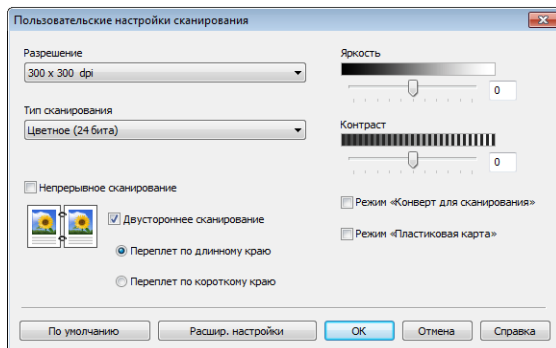 Пользовательские настройки сканирования
Разрешение
300 x 300 dpi
Тип сканирования
Цветное (24 бита)
Непрерывное сканирование
Двустороннее сканирование
Переплет по длинному краю
Переплет по короткому краю
Яркость
0
Контраст
0
Режим «Конверт для сканирования»
Режим «Пластиковая карта»
По умолчанию
Расшир. настройки
OK
Отмена
Справка